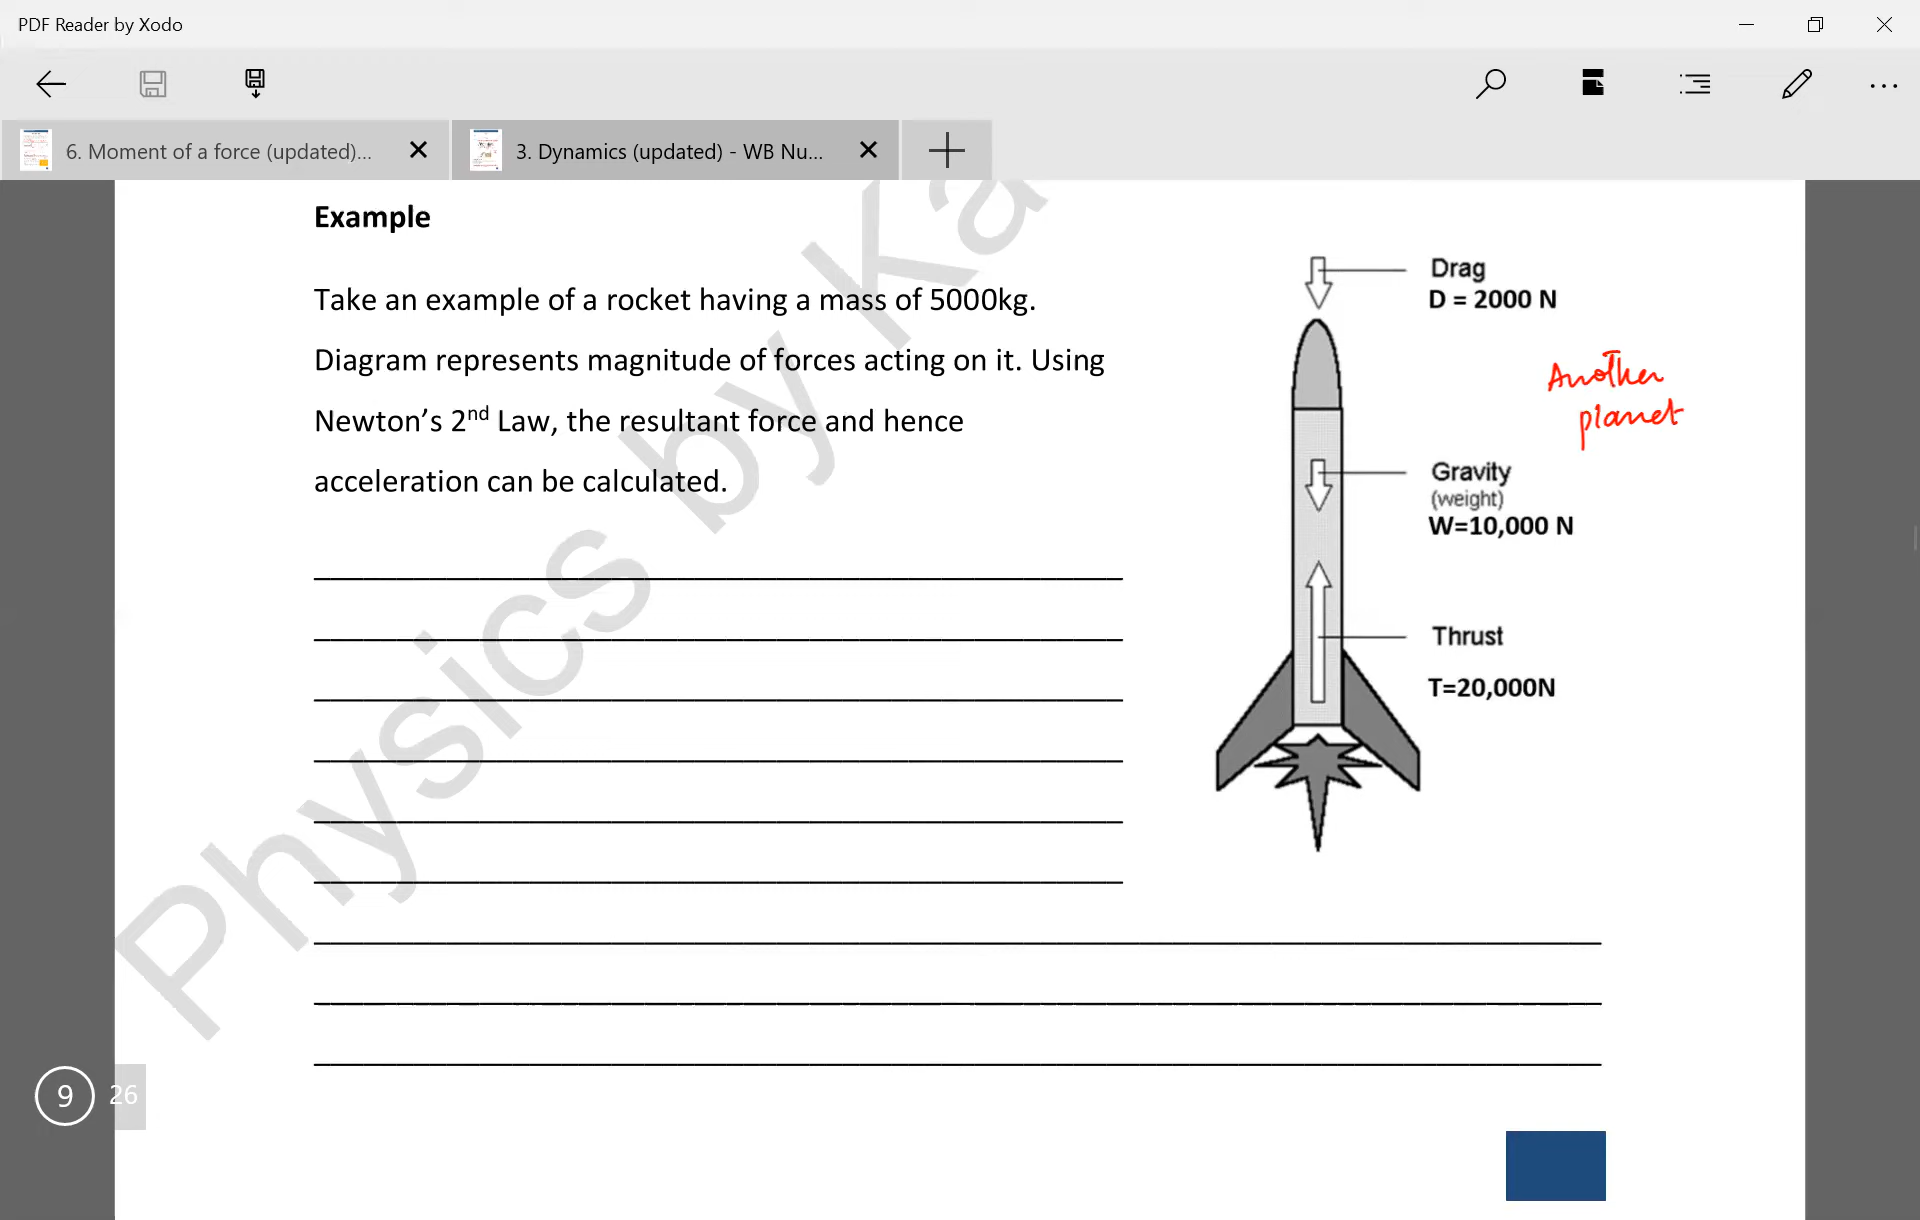 PDF Reader by Xodo
6. Moment of a force (updated)...
3. Dynamics (updated) - WB Nu...
Example
Take an example of a rocket having a mass of 5000kg.
Diagram represents magnitude of forces acting on it. Using
Newton’s 2nd Law, the resultant force and hence
acceleration can be calculated.
Drag
D = 2000 N
Another
planet
Gravity
(weight)
W=10,000 N
Thrust
T=20,000N
Physics by Ka
9 26